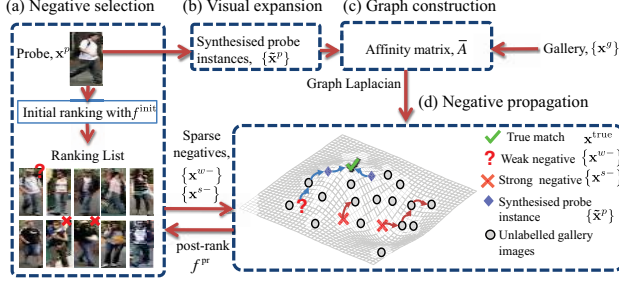 (a) Negative selection
(b) Visual expansion
(c) Graph construction
Probe, x^p
Synthesised probe
instances, {x̃^p}
Affinity matrix, A̅
Gallery, {x^g}
Graph Laplacian
Initial ranking with f^init
Ranking List
?
Sparse
negatives,
{x^w−}
{x^s−}
post-rank
f^pr
(d) Negative propagation
?
True match x^true
? Weak negative {x^w−}
Strong negative {x^s−}
Synthesised probe
instance {x̃^p}
Unlabelled gallery
images